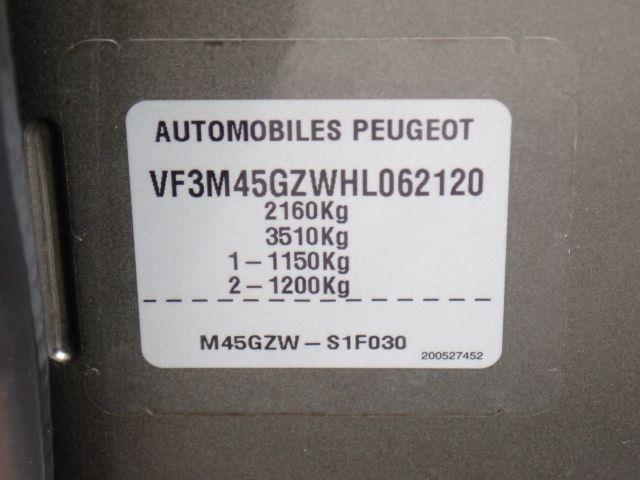 AUTOMOBILES PEUGEOT
VF3M45GZWHL062120
2160Kg
3510Kg
1-1150Kg
2-1200Kg
M45GZW-S1F030
200527452